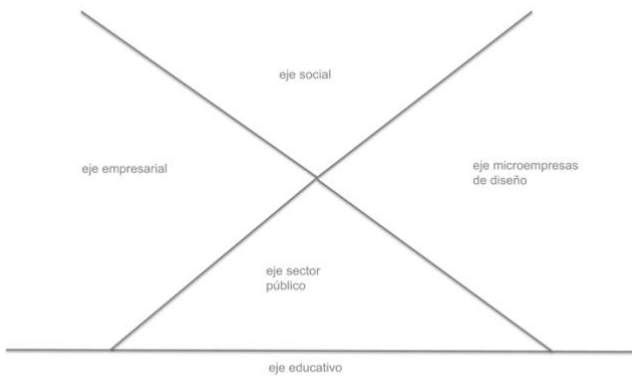 eje social
eje empresarial
eje microempresas
de diseño
eje sector
público
eje educativo